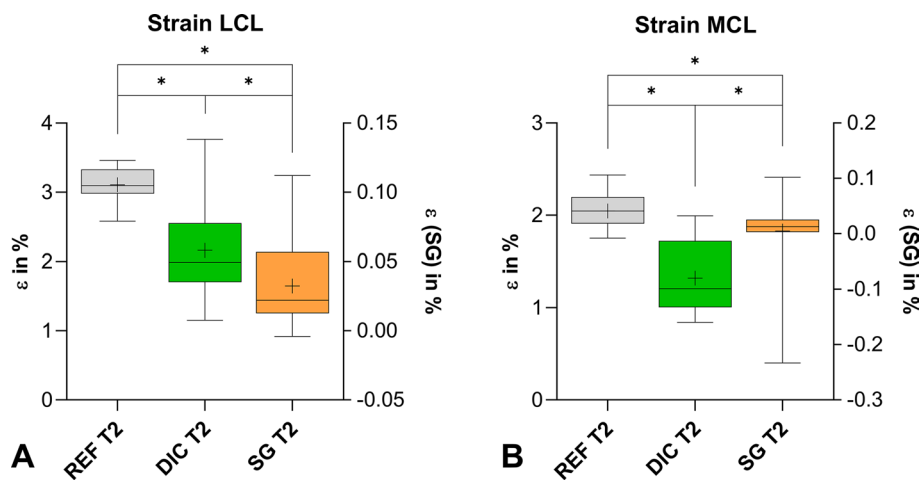 Strain LCL
*
* *
4
3
2
1
0
ε in %
0.15
0.10
0.05
0.00
-0.05
ε (SG) in %
REF T2
DIC T2
SG T2
A
Strain MCL
*
* *
3
2
1
0
ε in %
0.2
0.1
0.0
-0.1
-0.2
-0.3
ε (SG) in %
REF T2
DIC T2
SG T2
B